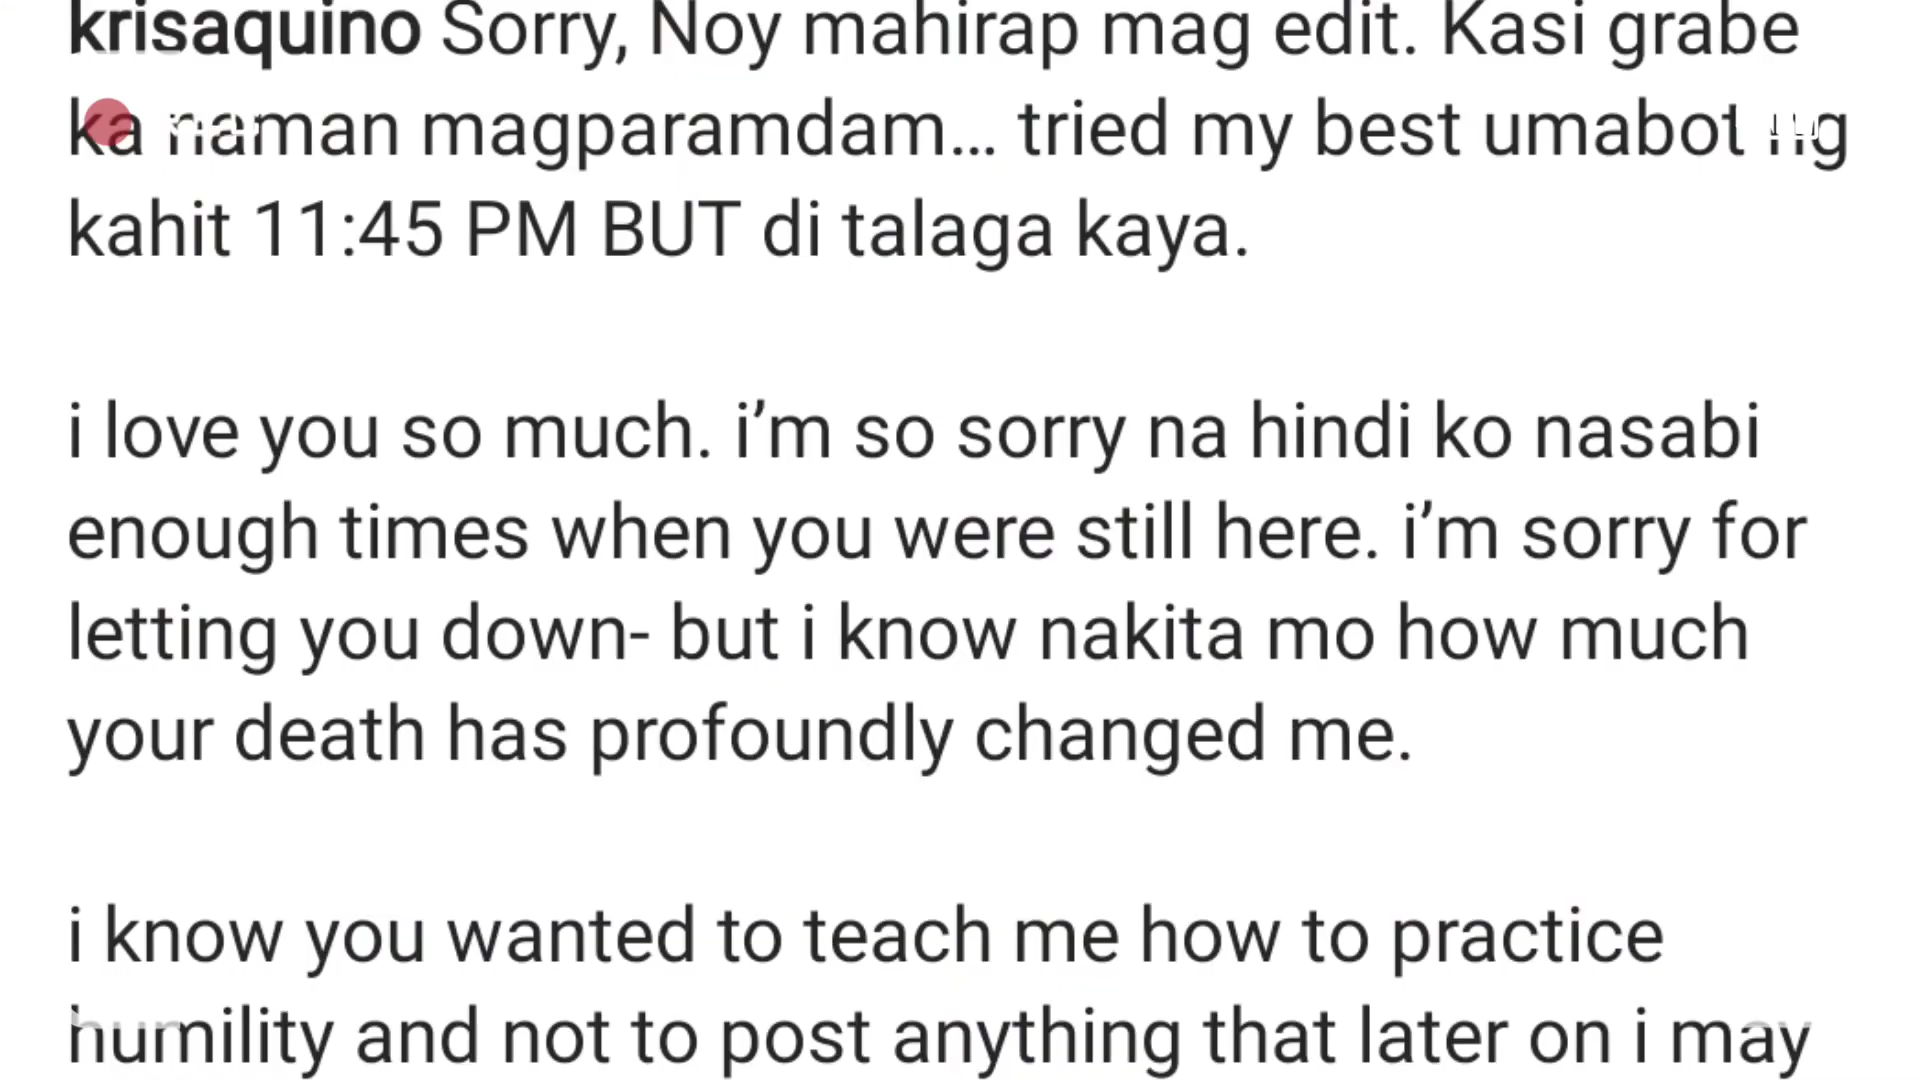 krisaquino Sorry, Noy mahirap mag edit. Kasi grabe
ka naman magparamdam... tried my best umabot ng
kahit 11:45 PM BUT di talaga kaya.
i love you so much. i’m so sorry na hindi ko nasabi
enough times when you were still here. i’m sorry for
letting you down- but i know nakita mo how much
your death has profoundly changed me.
i know you wanted to teach me how to practice
humility and not to post anything that later on i may